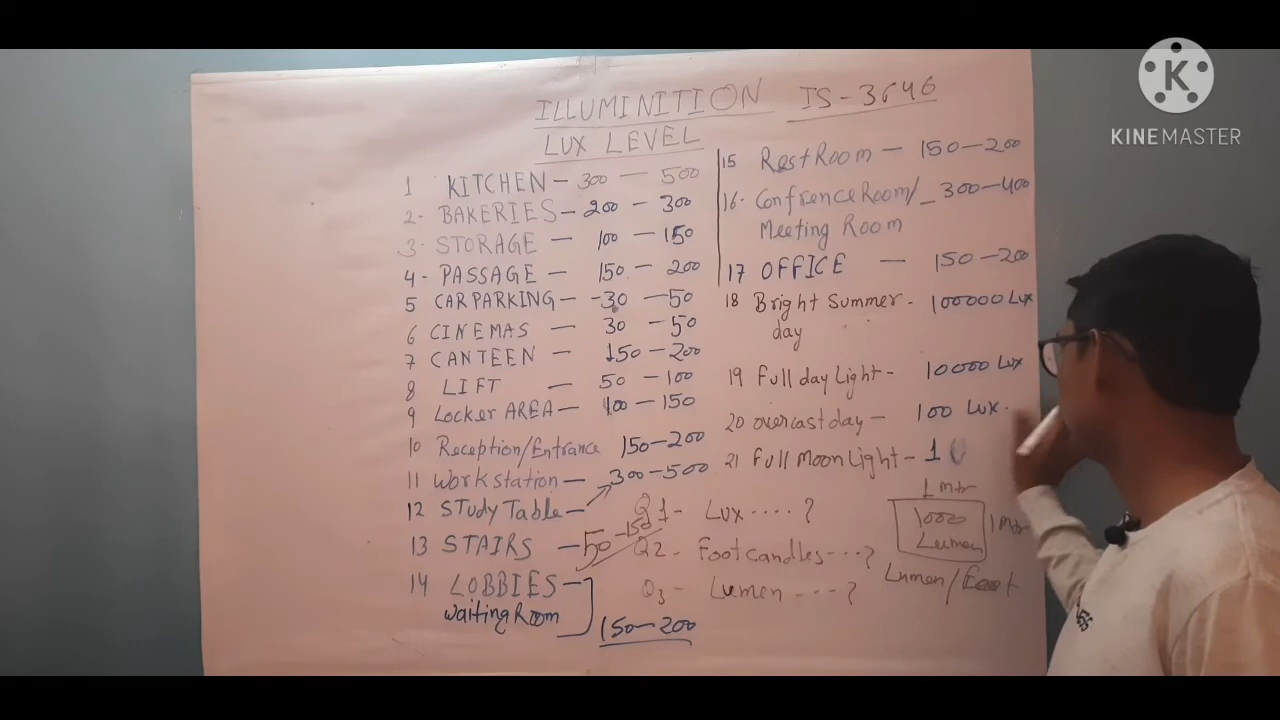 KINEMASTER
ILLUMINITION IS-3646
LUX LEVEL
1 KITCHEN - 300 - 500
2- BAKERIES - 200 - 300
3- STORAGE - 100 - 150
4- PASSAGE - 150 - 200
5 CAR PARKING - -30 - 50
6 CINEMAS - 30 - 50
7 CANTEEN - 150 - 200
8 LIFT - 50 - 100
9 Locker AREA - 100 - 150
10 Reception/Entrance 150-200
11 Workstation - 300-500
12 STUdy Table -
13 STAIRS - 50-150
14 LOBBIES -
waiting Room
150-200
15 RestRoom - 150-200
16- Confrence Room/ - 300-400
Meeting Room
17 OFFICE - 150-200
18 Bright Summer - 100000 Lux
day
19 Full day Light - 10000 Lux
20 overcast day - 100 Lux.
21 Full Moon Light - 1
Q1- Lux ....?
Q2- Foot candles ---?
Q3- Lumen ---?
1 Mtr
1000 1 Mtr
Lumen
Lumen/Foot